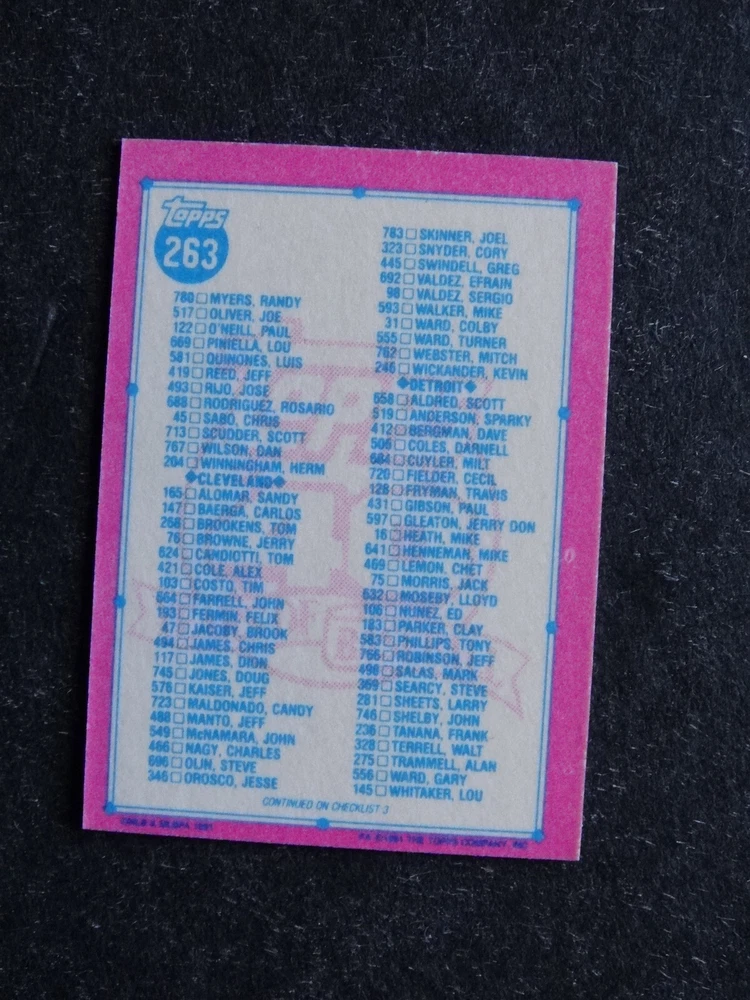 topps
263
780 MYERS, RANDY
517 OLIVER, JOE
122 O'NEILL, PAUL
669 PINIELLA, LOU
581 QUINONES, LUIS
419 REED, JEFF
493 RIJO, JOSE
688 RODRIGUEZ, ROSARIO
45 SABO, CHRIS
713 SCUDDER, SCOTT
767 WILSON, DAN
204 WINNINGHAM, HERM
CLEVELAND
165 ALOMAR, SANDY
147 BAERGA, CARLOS
268 BROOKENS, TOM
76 BROWNE, JERRY
624 CANDIOTTI, TOM
421 COLE, ALEX
103 COSTO, TIM
664 FARRELL, JOHN
193 FERMIN, FELIX
47 JACOBY, BROOK
494 JAMES, CHRIS
117 JAMES, DION
745 JONES, DOUG
576 KAISER, JEFF
723 MALDONADO, CANDY
488 MANTO, JEFF
549 McNAMARA, JOHN
466 NAGY, CHARLES
696 OLIN, STEVE
346 OROSCO, JESSE
783 SKINNER, JOEL
323 SNYDER, CORY
445 SWINDELL, GREG
692 VALDEZ, EFRAIN
98 VALDEZ, SERGIO
593 WALKER, MIKE
31 WARD, COLBY
555 WARD, TURNER
762 WEBSTER, MITCH
246 WICKANDER, KEVIN
DETROIT
658 ALDRED, SCOTT
519 ANDERSON, SPARKY
412 BERGMAN, DAVE
506 COLES, DARNELL
684 CUYLER, MILT
720 FIELDER, CECIL
128 FRYMAN, TRAVIS
431 GIBSON, PAUL
597 GLEATON, JERRY DON
16 HEATH, MIKE
641 HENNEMAN, MIKE
469 LEMON, CHET
75 MORRIS, JACK
632 MOSEBY, LLOYD
106 NUNEZ, ED
183 PARKER, CLAY
583 PHILLIPS, TONY
766 ROBINSON, JEFF
498 SALAS, MARK
369 SEARCY, STEVE
281 SHEETS, LARRY
746 SHELBY, JOHN
236 TANANA, FRANK
328 TERRELL, WALT
275 TRAMMELL, ALAN
556 WARD, GARY
145 WHITAKER, LOU
CONTINUED ON CHECKLIST 3
THE TOPPS COMPANY, INC